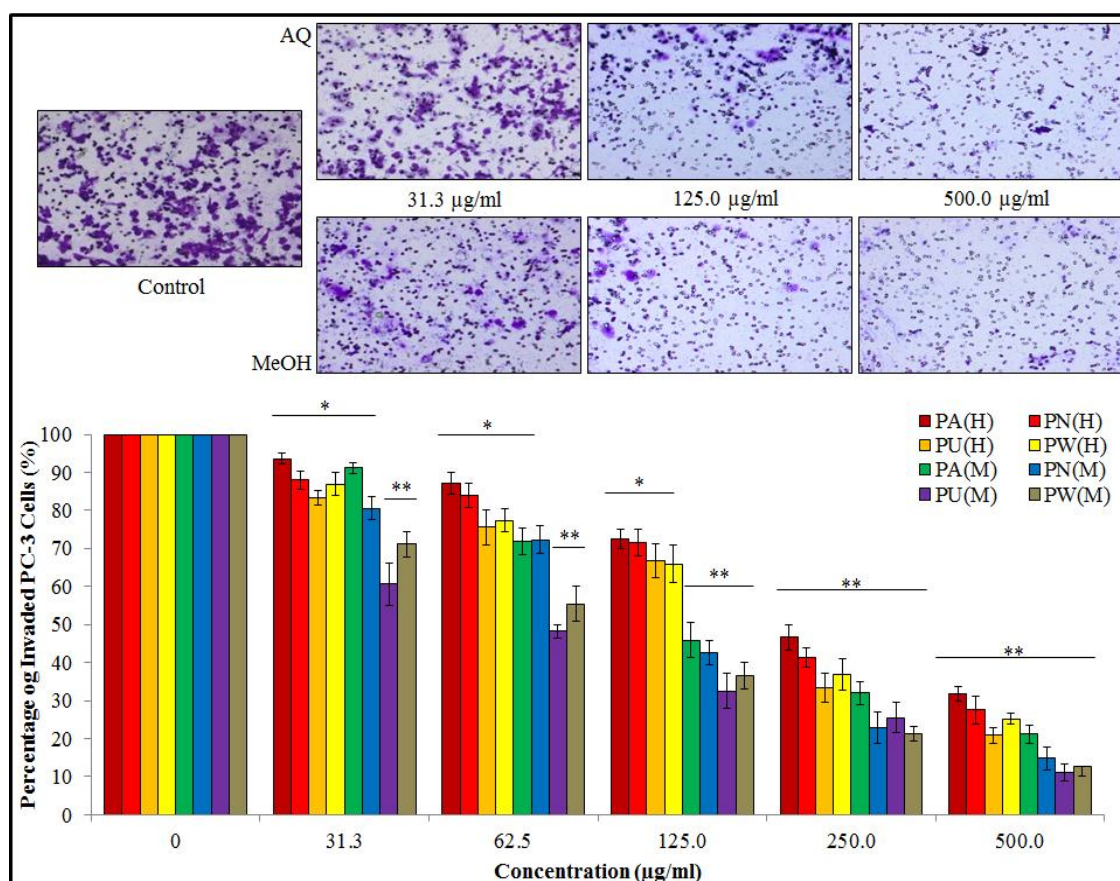 AQ
31.3 µg/ml 125.0 µg/ml 500.0 µg/ml
Control
MeOH
* ** * ** * ** ** **
PA(H) PN(H)
PU(H) PW(H)
PA(M) PN(M)
PU(M) PW(M)
Percentage og Invaded PC-3 Cells (%)
100
90
80
70
60
50
40
30
20
10
0
0 31.3 62.5 125.0 250.0 500.0
Concentration (µg/ml)